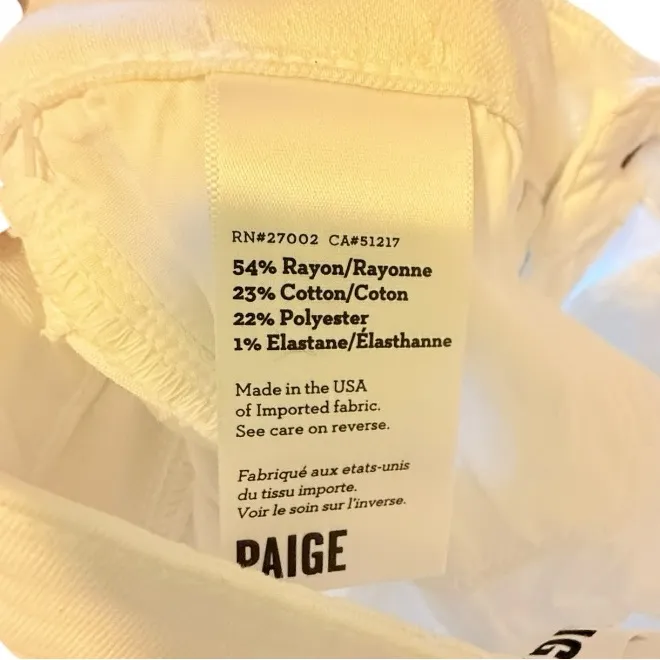 RN#27002 CA#51217
54% Rayon/Rayonne
23% Cotton/Coton
22% Polyester
1% Elastane/Élasthanne
Made in the USA
of Imported fabric.
See care on reverse.
Fabriqué aux etats-unis
du tissu importe.
Voir le soin sur l'inverse.
PAIGE